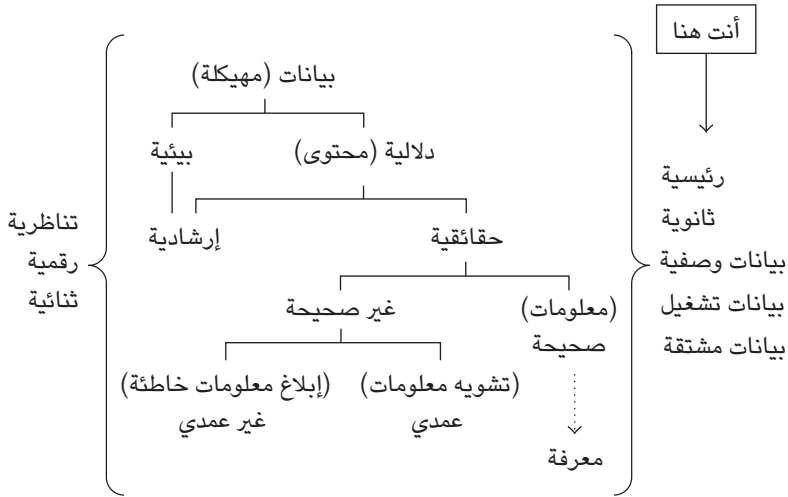 أنت هنا
رئيسية
ثانوية
بيانات وصفية
بيانات تشغيل
بيانات مشتقة
بيانات (مهيكلة)
دلالية (محتوى)
بيئية
حقائقية
إرشادية
(معلومات)
صحيحة
غير صحيحة
(تشويه معلومات)
عمدي
(إبلاغ معلومات خاطئة)
غير عمدي
معرفة
تناظرية
رقمية
ثنائية